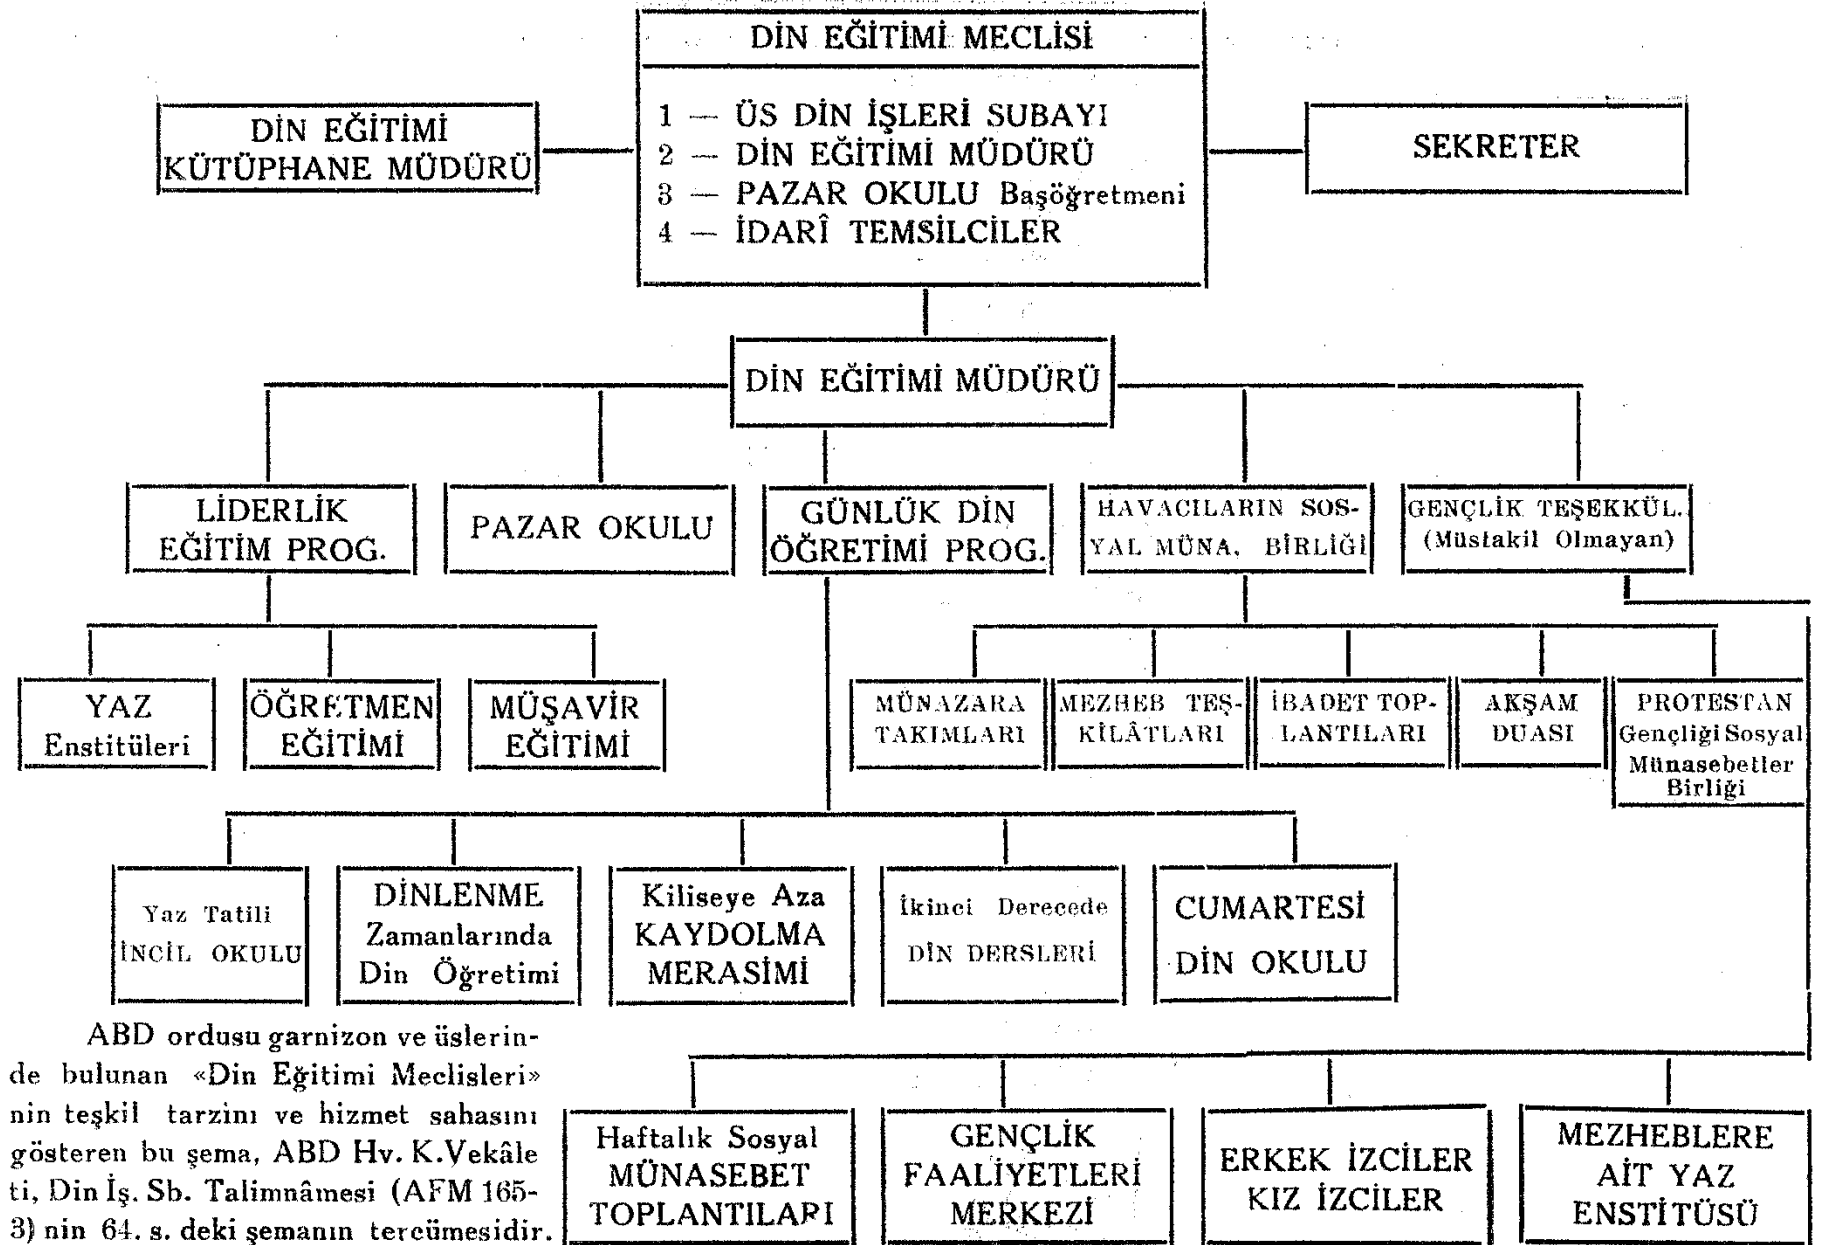 DİN EĞİTİMİ MECLİSİ
1 — ÜS DİN İŞLERİ SUBAYI
2 — DİN EĞİTİMİ MÜDÜRÜ
3 — PAZAR OKULU Başöğretmeni
4 — İDARÎ TEMSİLCİLER
DİN EĞİTİMİ
KÜTÜPHANE MÜDÜRÜ
SEKRETER
DİN EĞİTİMİ MÜDÜRÜ
LİDERLİK
EĞİTİM PROG.
PAZAR OKULU
GÜNLÜK DİN
ÖĞRETİMİ PROG.
HAVACILARIN SOS-
YAL MÜNA. BİRLİĞİ
GENÇLİK TEŞEKKÜL.
(Müstakil Olmayan)
YAZ
Enstitüleri
ÖĞRETMEN
EĞİTİMİ
MÜŞAVİR
EĞİTİMİ
MÜNAZARA
TAKIMLARI
MEZHEB TEŞ-
KİLÂTLARI
İBADET TOP-
LANTILARI
AKŞAM
DUASI
PROTESTAN
Gençliği Sosyal
Münasebetler
Birliği
Yaz Tatili
İNCİL OKULU
DİNLENME
Zamanlarında
Din Öğretimi
Kiliseye Aza
KAYDOLMA
MERASİMİ
İkinci Derecede
DİN DERSLERİ
CUMARTESİ
DİN OKULU
ABD ordusu garnizon ve üslerin-
de bulunan «Din Eğitimi Meclisleri»
nin teşkil tarzını ve hizmet sahasını
gösteren bu şema, ABD Hv. K.Vekâle
ti, Din İş. Sb. Talimnâmesi (AFM 165-
3) nin 64. s. deki şemanın tercümesidir.
Haftalık Sosyal
MÜNASEBET
TOPLANTILARI
GENÇLİK
FAALİYETLERİ
MERKEZİ
ERKEK İZCİLER
KIZ İZCİLER
MEZHEBLERE
AİT YAZ
ENSTİTÜSÜ